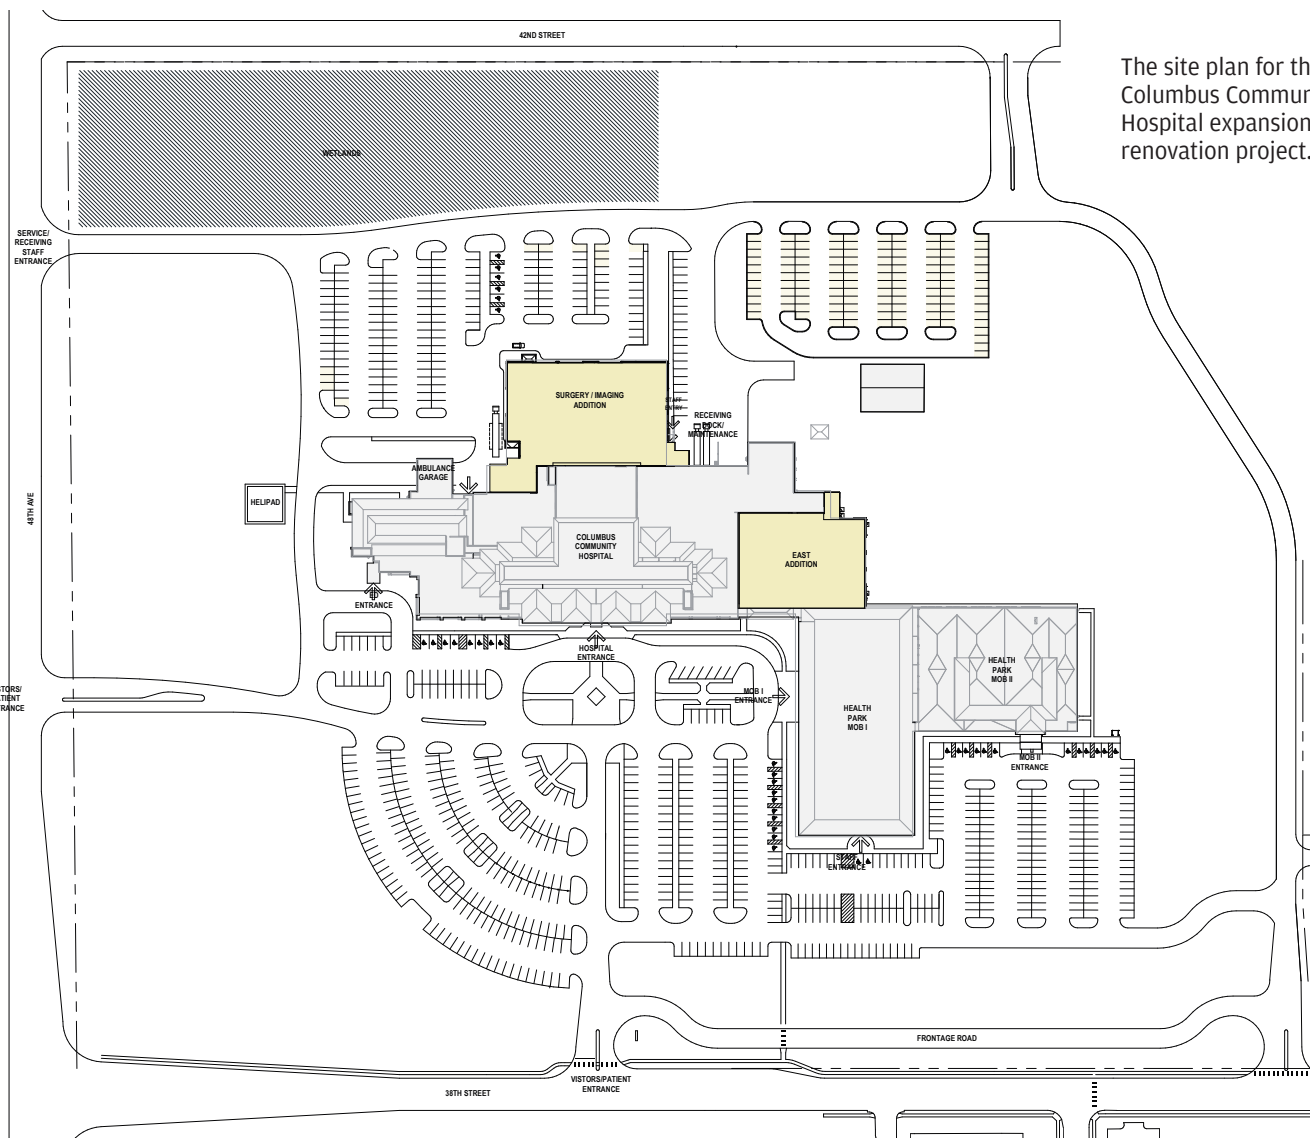 42ND STREET
The site plan for th
Columbus Commun
Hospital expansion
renovation project.
WETLANDS
SERVICE/
RECEIVING
STAFF
ENTRANCE
SURGERY / IMAGING
ADDITION
STAFF
ENTRY
RECEIVING
DOCK/
MAINTENANCE
AMBULANCE
GARAGE
HELIPAD
48TH AVE
COLUMBUS
COMMUNITY
HOSPITAL
EAST
ADDITION
ENTRANCE
HOSPITAL
ENTRANCE
HEALTH
PARK
MOB II
TORS/
TIENT
TRANCE
MOB I
ENTRANCE
HEALTH
PARK
MOB I
MOB II
ENTRANCE
STAFF
ENTRANCE
FRONTAGE ROAD
VISTORS/PATIENT
ENTRANCE
38TH STREET